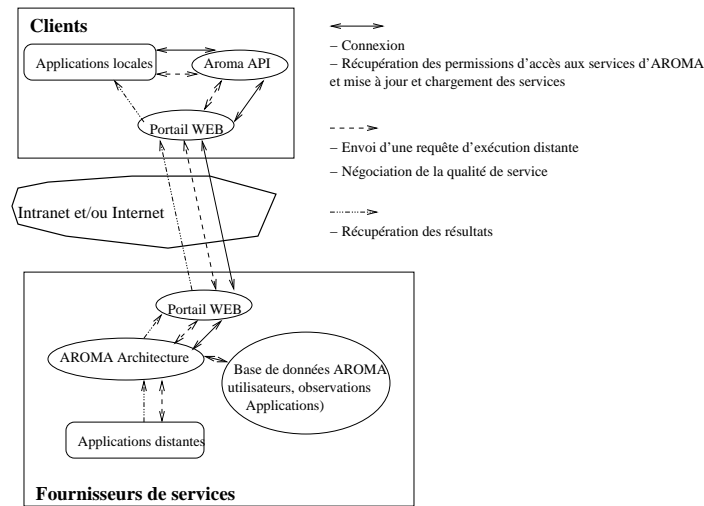 Clients
Applications locales
Aroma API
Portail WEB
Intranet et/ou Internet
Portail WEB
AROMA Architecture
Base de données AROMA
utilisateurs, observations
Applications)
Applications distantes
Fournisseurs de services
– Connexion
– Récupération des permissions d'accès aux services d'AROMA
et mise à jour et chargement des services
– Envoi d'une requête d'exécution distante
– Négociation de la qualité de service
– Récupération des résultats